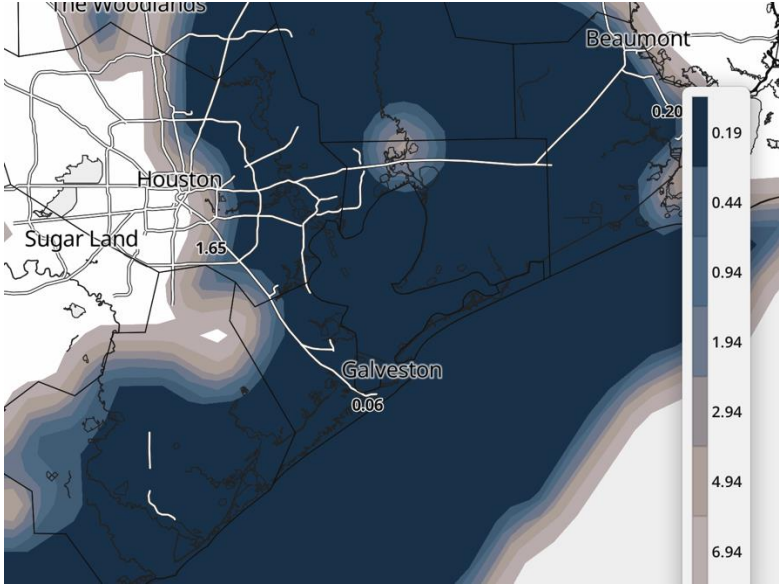 The Woodlands
Beaumont
0.20
0.19
Houston
0.44
Sugar Land
1.65
0.94
1.94
Galveston
0.06
2.94
4.94
6.94